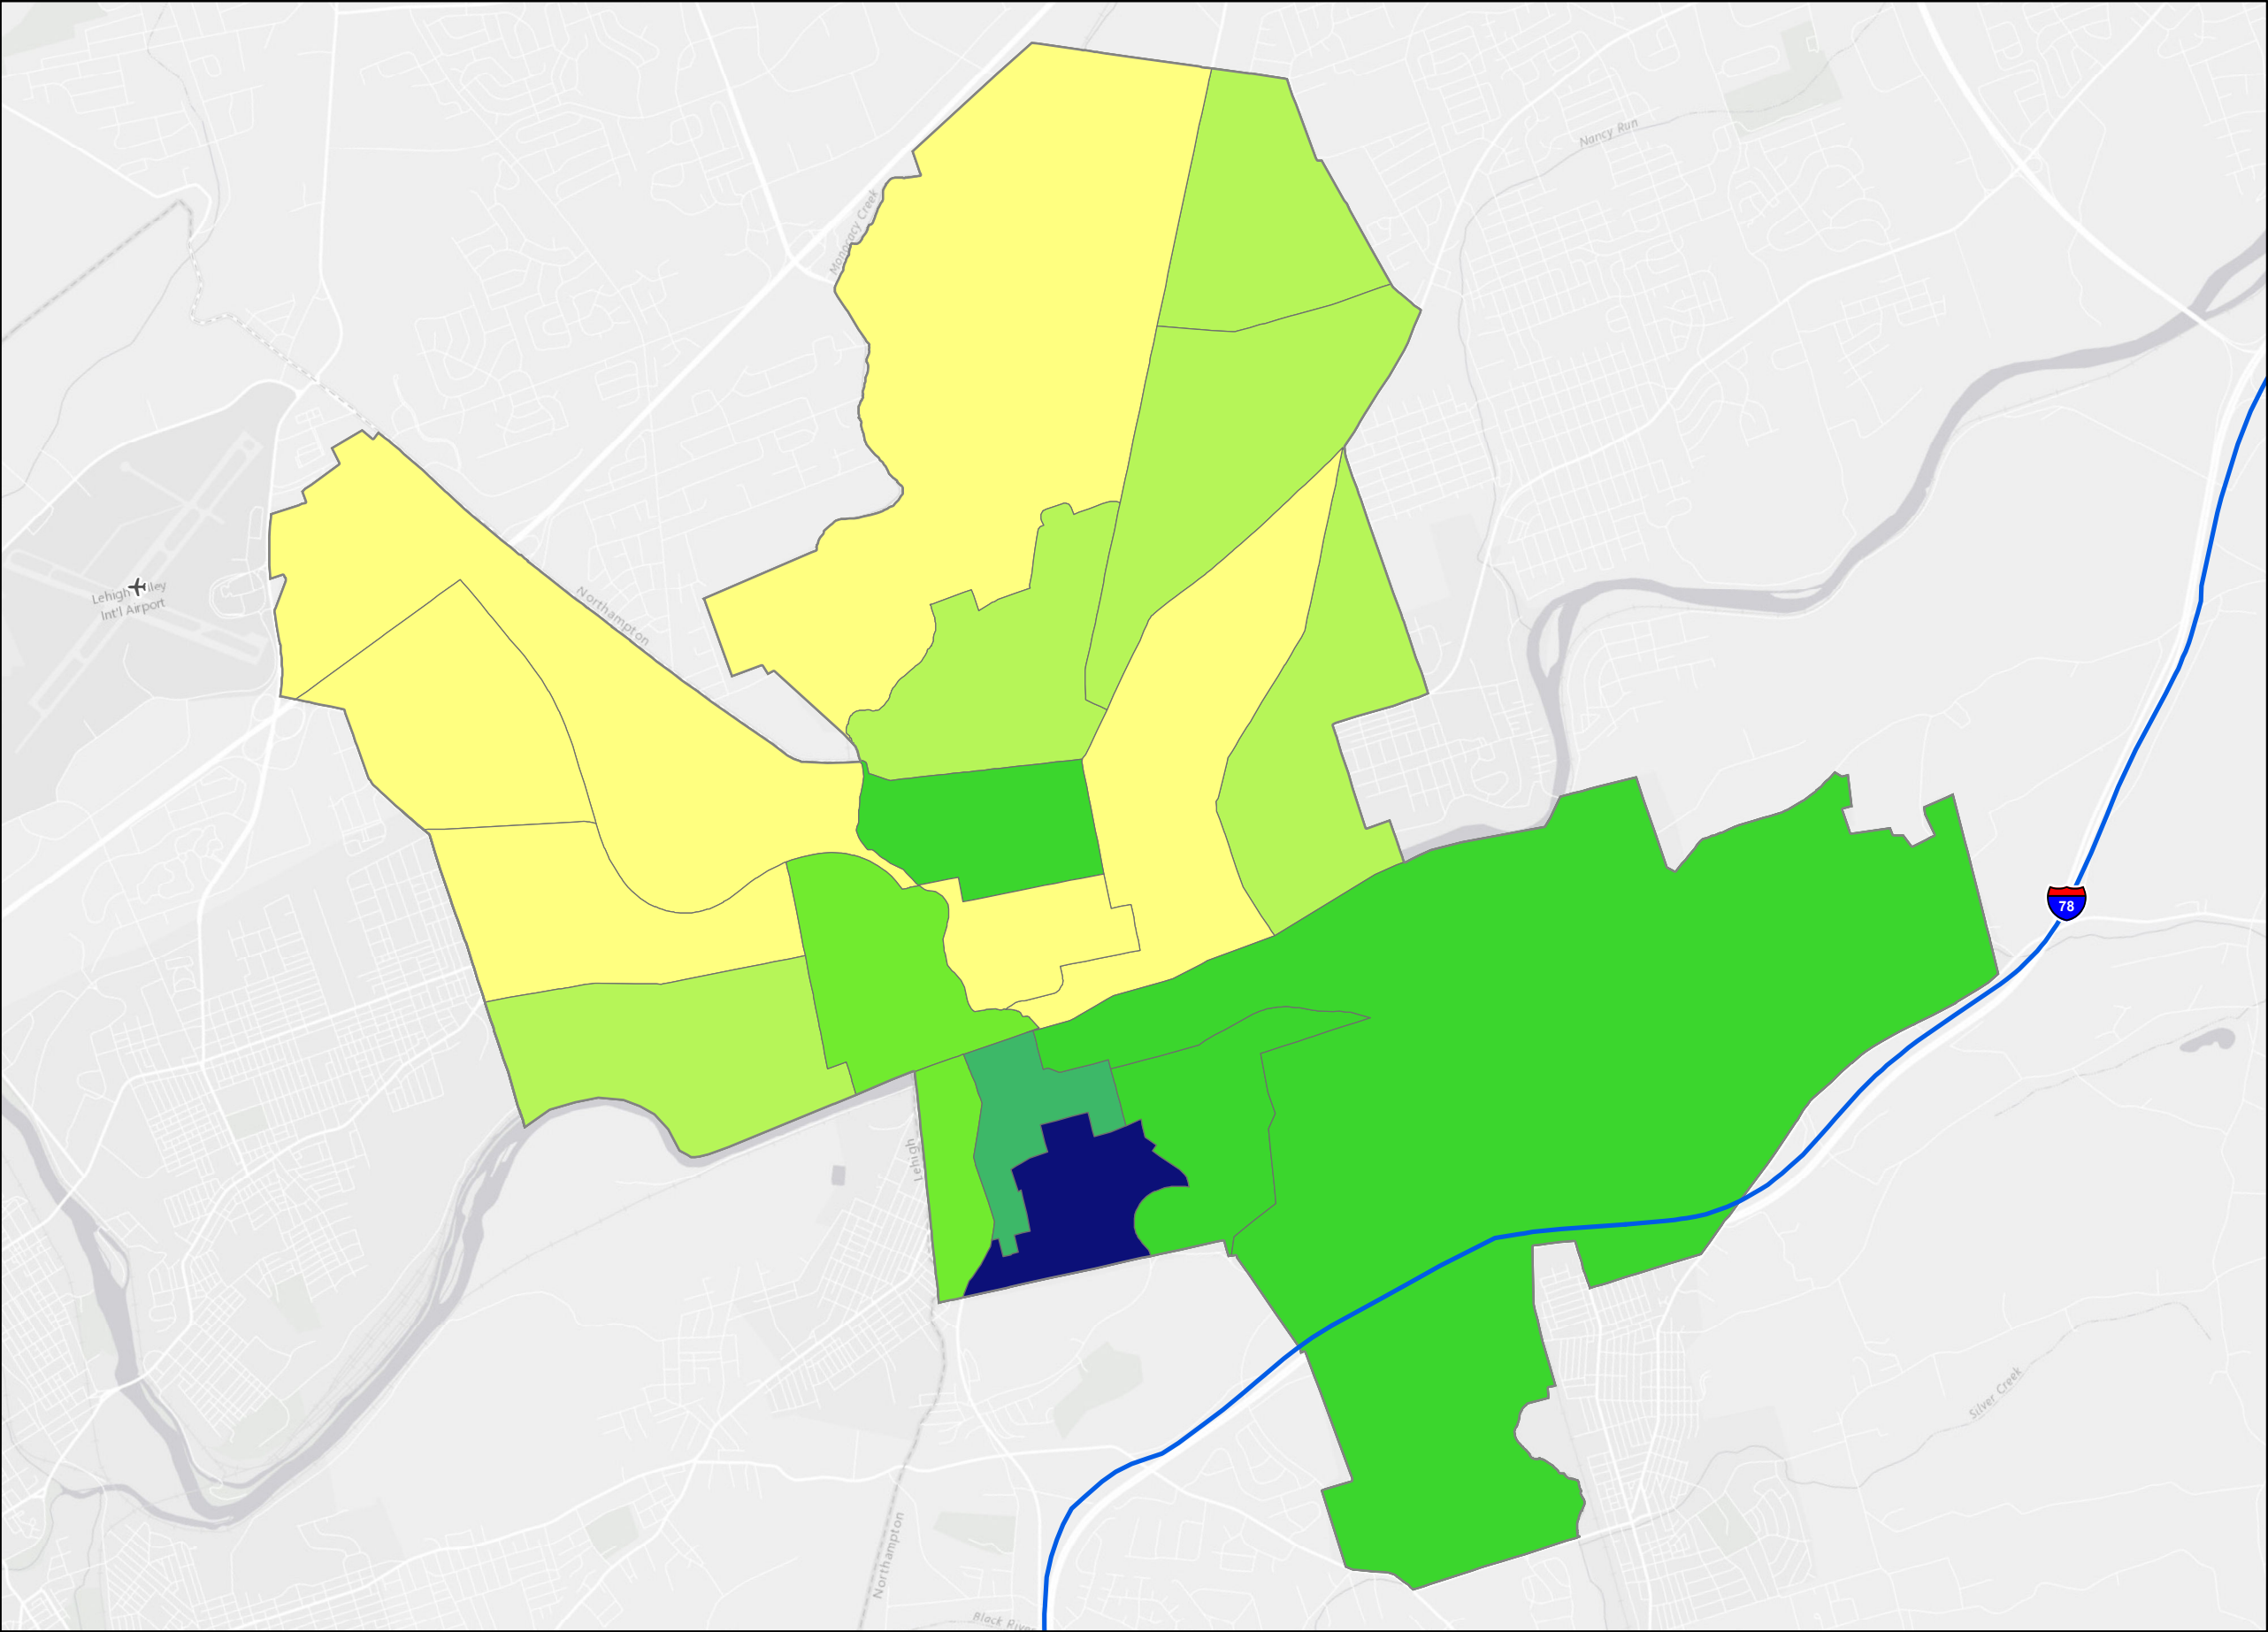 Nancy Run
Monocacy Creek
Lehigh Valley
Int'l Airport
Northampton
78
Lehigh
Silver Creek
Northampton
Black River